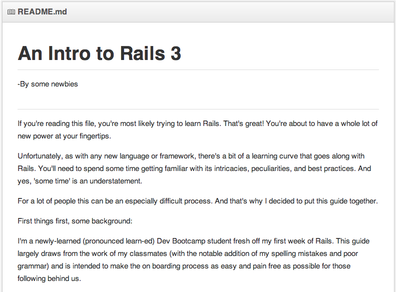 README.md
An Intro to Rails 3
-By some newbies
If you're reading this file, you're most likely trying to learn Rails. That's great! You're about to have a whole lot of
new power at your fingertips.
Unfortunately, as with any new language or framework, there's a bit of a learning curve that goes along with
Rails. You'll need to spend some time getting familiar with its intricacies, peculiarities, and best practices. And
yes, 'some time' is an understatement.
For a lot of people this can be an especially difficult process. And that's why I decided to put this guide together.
First things first, some background:
I'm a newly-learned (pronounced learn-ed) Dev Bootcamp student fresh off my first week of Rails. This guide
largely draws from the work of my classmates (with the notable addition of my spelling mistakes and poor
grammar) and is intended to make the on boarding process as easy and pain free as possible for those
following behind us.